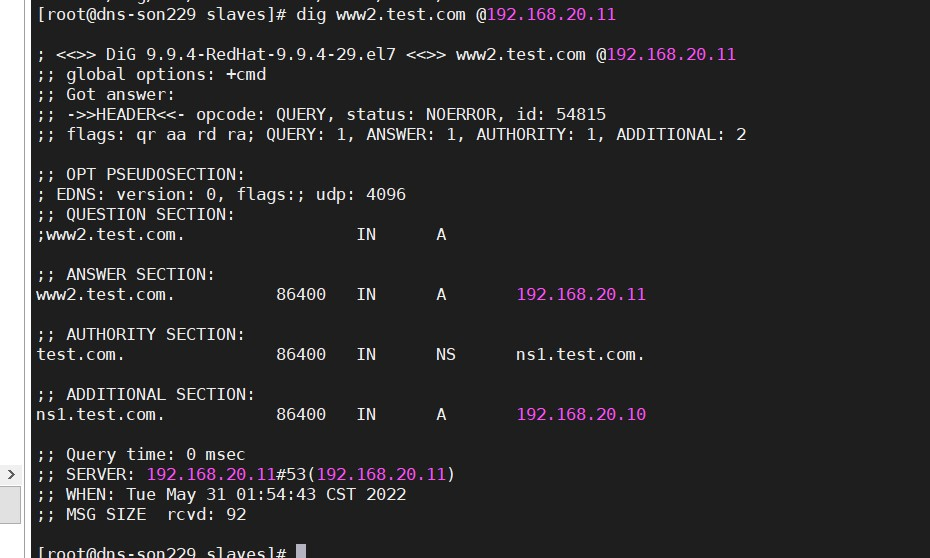 [root@dns-son229 slaves]# dig www2.test.com @192.168.20.11
; <<>> DiG 9.9.4-RedHat-9.9.4-29.el7 <<>> www2.test.com @192.168.20.11
;; global options: +cmd
;; Got answer:
;; ->>HEADER<<- opcode: QUERY, status: NOERROR, id: 54815
;; flags: qr aa rd ra; QUERY: 1, ANSWER: 1, AUTHORITY: 1, ADDITIONAL: 2
;; OPT PSEUDOSECTION:
; EDNS: version: 0, flags:; udp: 4096
;; QUESTION SECTION:
;www2.test.com. IN A
;; ANSWER SECTION:
www2.test.com. 86400 IN A 192.168.20.11
;; AUTHORITY SECTION:
test.com. 86400 IN NS ns1.test.com.
;; ADDITIONAL SECTION:
ns1.test.com. 86400 IN A 192.168.20.10
;; Query time: 0 msec
;; SERVER: 192.168.20.11#53(192.168.20.11)
;; WHEN: Tue May 31 01:54:43 CST 2022
;; MSG SIZE rcvd: 92
[root@dns-son229 slaves]#